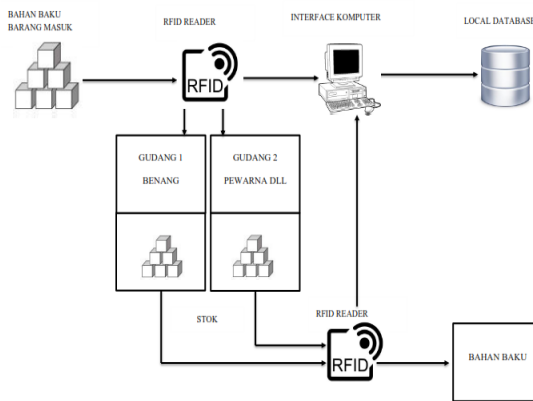 BAHAN BAKU
BARANG MASUK
RFID READER
INTERFACE KOMPUTER
LOCAL DATABASE
RFID
GUDANG 1
BENANG
GUDANG 2
PEWARNA DLL
STOK
RFID READER
RFID
BAHAN BAKU